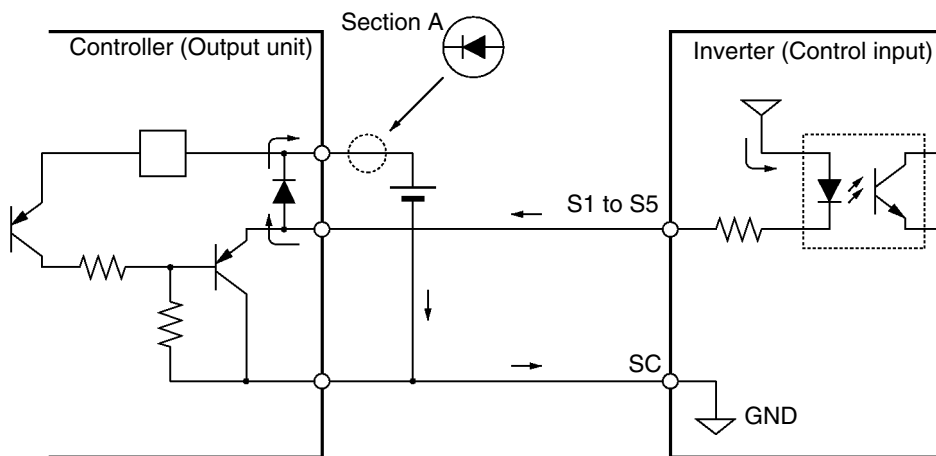 Section A
Controller (Output unit)
Inverter (Control input)
S1 to S5
SC
GND